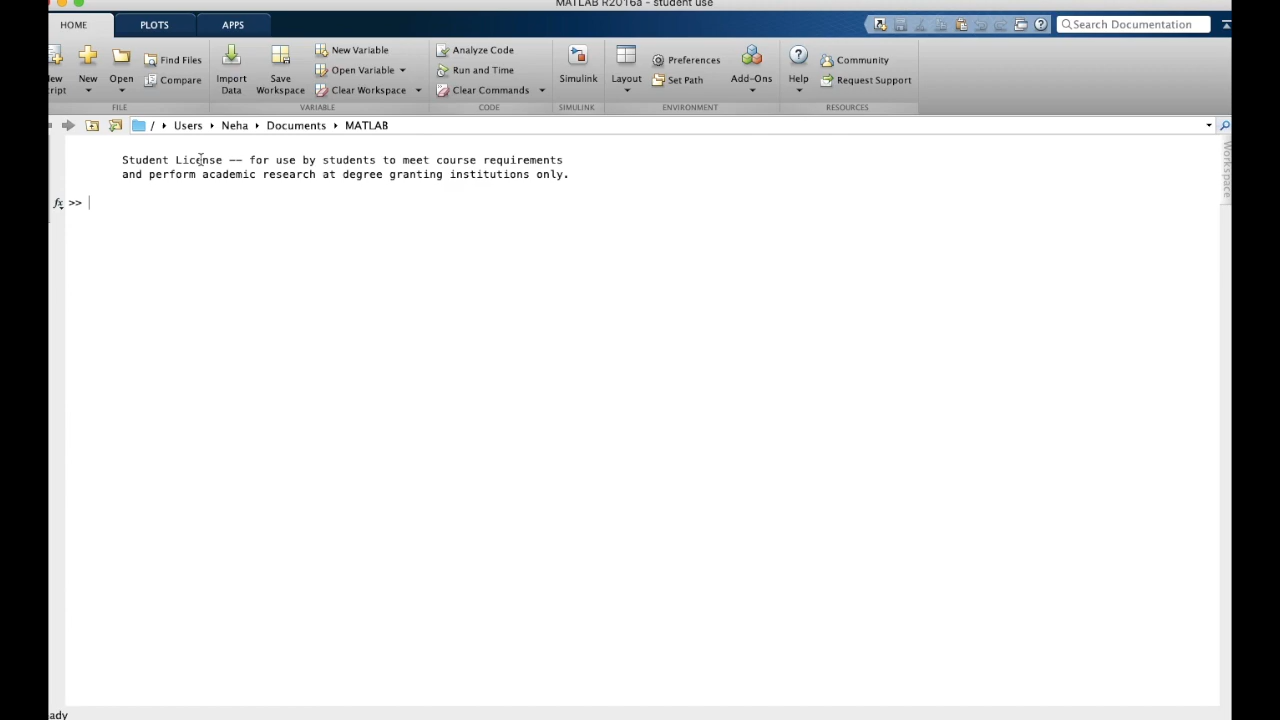 MATLAB R2016a - student use
HOME
PLOTS
APPS
Search Documentation
New
Open
Find Files
Compare
Import
Data
Save
Workspace
New Variable
Open Variable
Clear Workspace
Analyze Code
Run and Time
Clear Commands
Simulink
Layout
Preferences
Set Path
Add-Ons
Help
Community
Request Support
FILE
VARIABLE
CODE
SIMULINK
ENVIRONMENT
RESOURCES
/ Users Neha Documents MATLAB
Student License -- for use by students to meet course requirements
and perform academic research at degree granting institutions only.
fx >>
Workspace